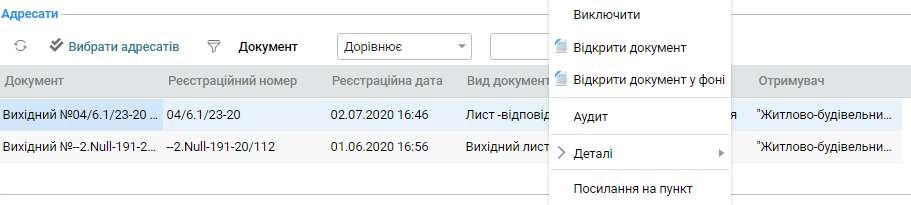 Адресати
Вибрати адресатів Документ Дорівнює
Виключити
Відкрити документ
Відкрити документ у фоні
Аудит
Деталі
Посилання на пункт
Документ Реєстраційний номер Реєстраційна дата Вид документ Отримувач
Вихідний №04/6.1/23-20 ... 04/6.1/23-20 02.07.2020 16:46 Лист -відповід я "Житлово-будівельни...
Вихідний №--2.Null-191-2... --2.Null-191-20/112 01.06.2020 16:56 Вихідний лист "Житлово-будівельни...